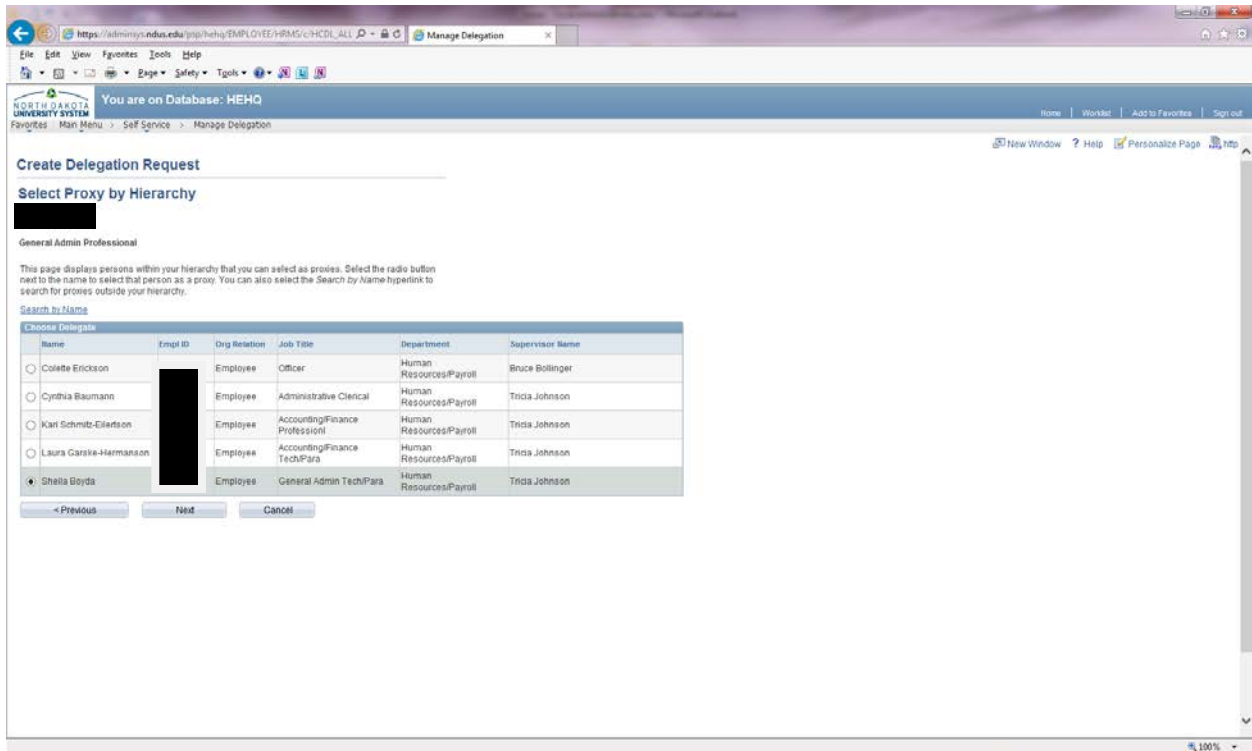 https://adminsys.ndus.edu/psp/hehq/EMPLOYEE/HRMS/c/HCDL_ALL
Manage Delegation
File Edit View Favorites Tools Help
Page Safety Tools
NORTH DAKOTA
UNIVERSITY SYSTEM
You are on Database: HEHQ
Home | Worklist | Add to Favorites | Sign out
Favorites Main Menu > Self Service > Manage Delegation
New Window ? Help Personalize Page http
Create Delegation Request
Select Proxy by Hierarchy
General Admin Professional
This page displays persons within your hierarchy that you can select as proxies. Select the radio button
next to the name to select that person as a proxy. You can also select the Search by Name hyperlink to
search for proxies outside your hierarchy.
Search by Name
Choose Delegate
Name Empl ID Org Relation Job Title Department Supervisor Name
Colette Erickson Employee Officer Human Resources/Payroll Bruce Bollinger
Cynthia Baumann Employee Administrative Clerical Human Resources/Payroll Tricia Johnson
Kari Schmitz-Eilertson Employee Accounting/Finance Professionl Human Resources/Payroll Tricia Johnson
Laura Garske-Hermanson Employee Accounting/Finance Tech/Para Human Resources/Payroll Tricia Johnson
Sheila Boyda Employee General Admin Tech/Para Human Resources/Payroll Tricia Johnson
< Previous Next Cancel
100%